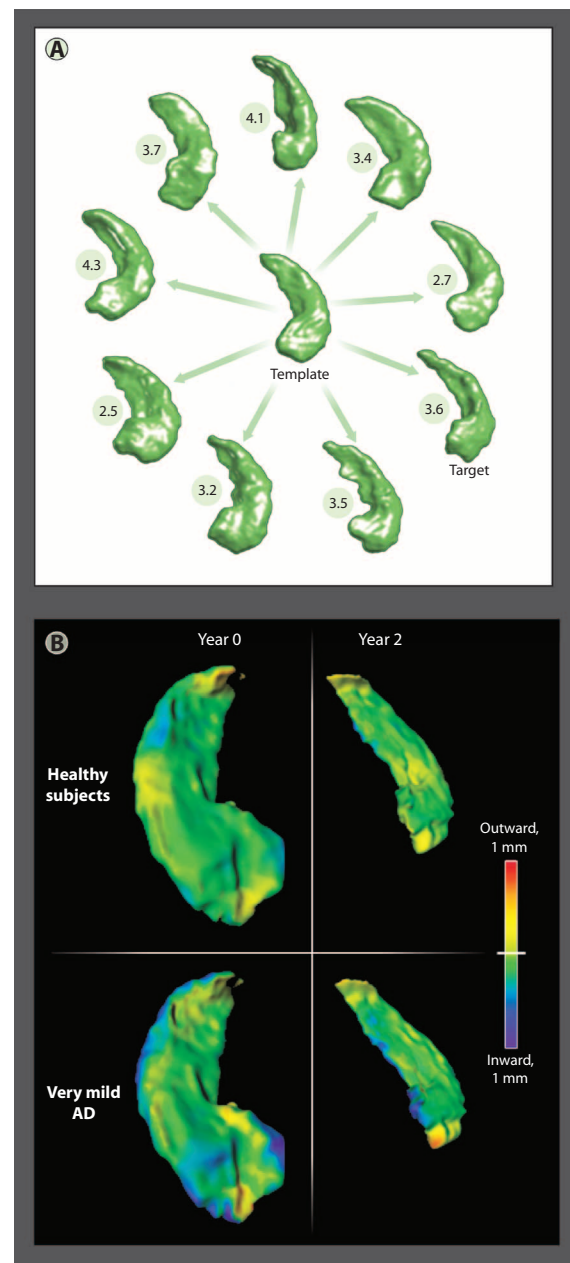 A
4.1
3.7
3.4
4.3
2.7
Template
2.5
3.6
Target
3.2
3.5
B
Year 0
Year 2
Healthy
subjects
Outward,
1 mm
Inward,
1 mm
Very mild
AD